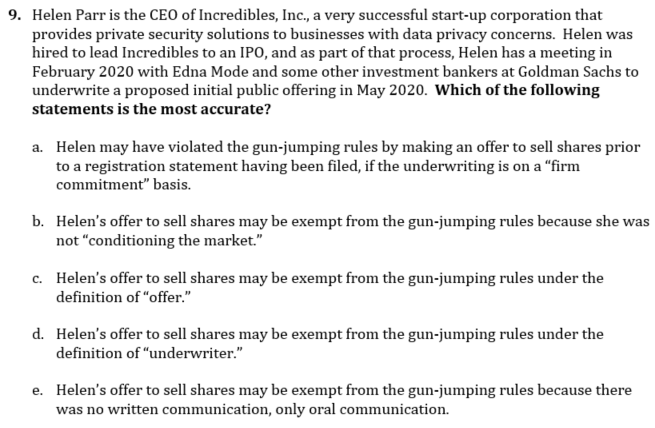 9. Helen Parr is the CEO of Incredibles, Inc., a very successful start-up corporation that
provides private security solutions to businesses with data privacy concerns. Helen was
hired to lead Incredibles to an IPO, and as part of that process, Helen has a meeting in
February 2020 with Edna Mode and some other investment bankers at Goldman Sachs to
underwrite a proposed initial public offering in May 2020. Which of the following
statements is the most accurate?
a. Helen may have violated the gun-jumping rules by making an offer to sell shares prior
to a registration statement having been filed, if the underwriting is on a “firm
commitment” basis.
b. Helen’s offer to sell shares may be exempt from the gun-jumping rules because she was
not “conditioning the market.”
c. Helen’s offer to sell shares may be exempt from the gun-jumping rules under the
definition of “offer.”
d. Helen’s offer to sell shares may be exempt from the gun-jumping rules under the
definition of “underwriter.”
e. Helen’s offer to sell shares may be exempt from the gun-jumping rules because there
was no written communication, only oral communication.